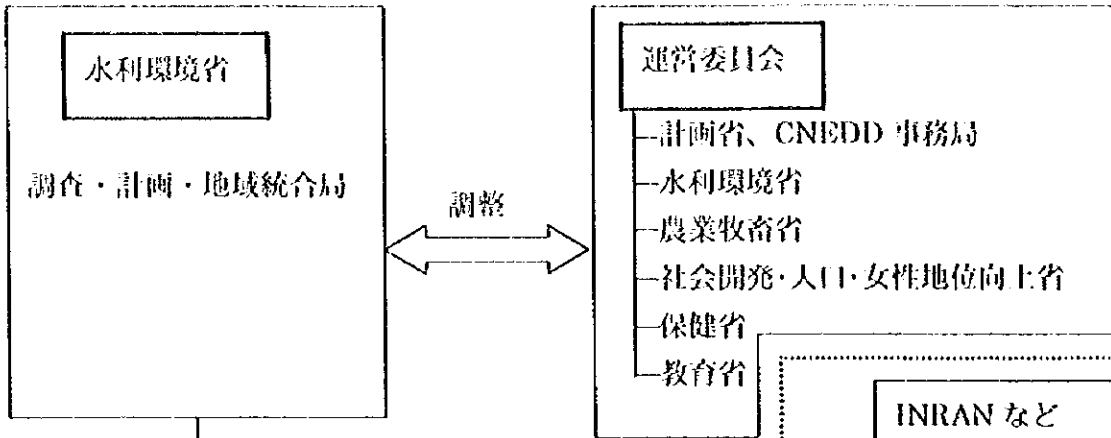 水利環境省
調査・計画・地域統合局
調整
運営委員会
計画省、CNEDD 事務局
水利環境省
農業牧畜省
社会開発・人口・女性地位向上省
保健省
教育省
INRAN など